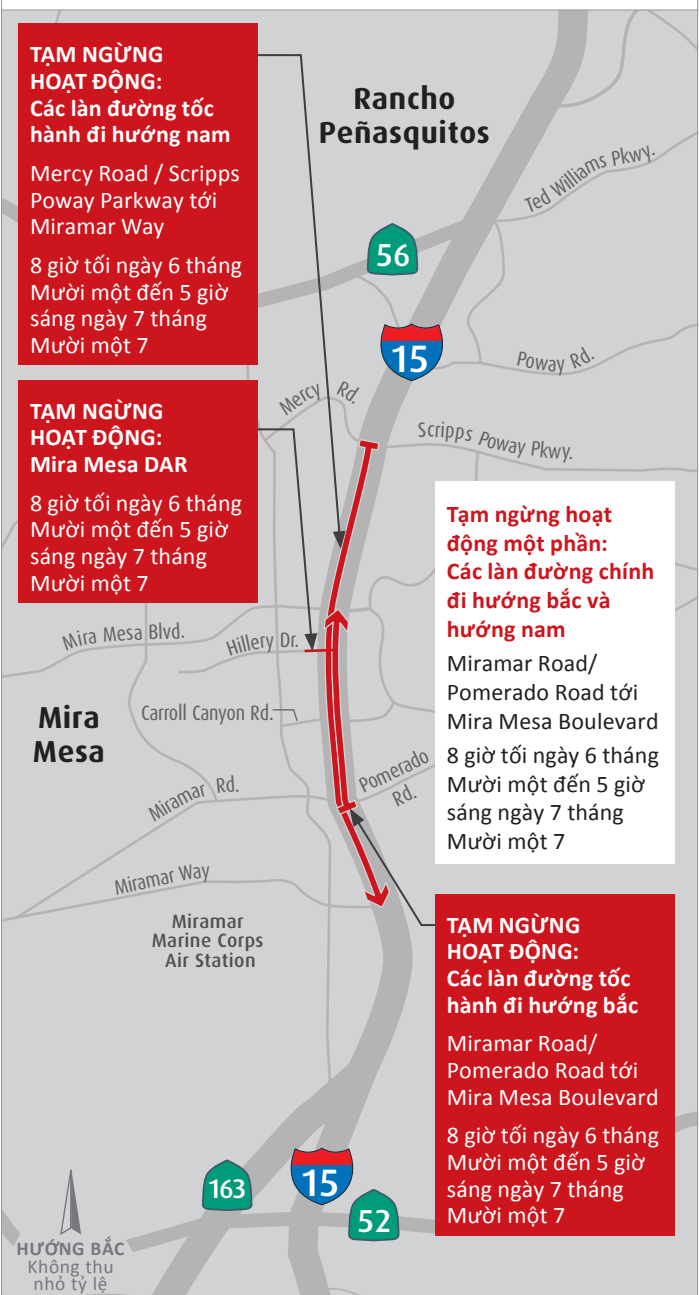 TẠM NGỪNG
HOẠT ĐỘNG:
Các làn đường tốc
hành đi hướng nam
Mercy Road / Scripps
Poway Parkway tới
Miramar Way
8 giờ tối ngày 6 tháng
Mười một đến 5 giờ
sáng ngày 7 tháng
Mười một 7
Rancho
Peñasquitos
Ted Williams Pkwy.
56
15
Poway Rd.
Mercy Rd.
Scripps Poway Pkwy.
TẠM NGỪNG
HOẠT ĐỘNG:
Mira Mesa DAR
8 giờ tối ngày 6 tháng
Mười một đến 5 giờ
sáng ngày 7 tháng
Mười một 7
Tạm ngừng hoạt
động một phần:
Các làn đường chính
đi hướng bắc và
hướng nam
Miramar Road/
Pomerado Road tới
Mira Mesa Boulevard
8 giờ tối ngày 6 tháng
Mười một đến 5 giờ
sáng ngày 7 tháng
Mười một 7
Mira Mesa Blvd.
Hillery Dr.
Mira
Mesa
Carroll Canyon Rd.
Miramar Rd.
Pomerado
Rd.
Miramar Way
Miramar
Marine Corps
Air Station
TẠM NGỪNG
HOẠT ĐỘNG:
Các làn đường tốc
hành đi hướng bắc
Miramar Road/
Pomerado Road tới
Mira Mesa Boulevard
8 giờ tối ngày 6 tháng
Mười một đến 5 giờ
sáng ngày 7 tháng
Mười một 7
163
15
52
HƯỚNG BẮC
Không thu
nhỏ tỷ lệ